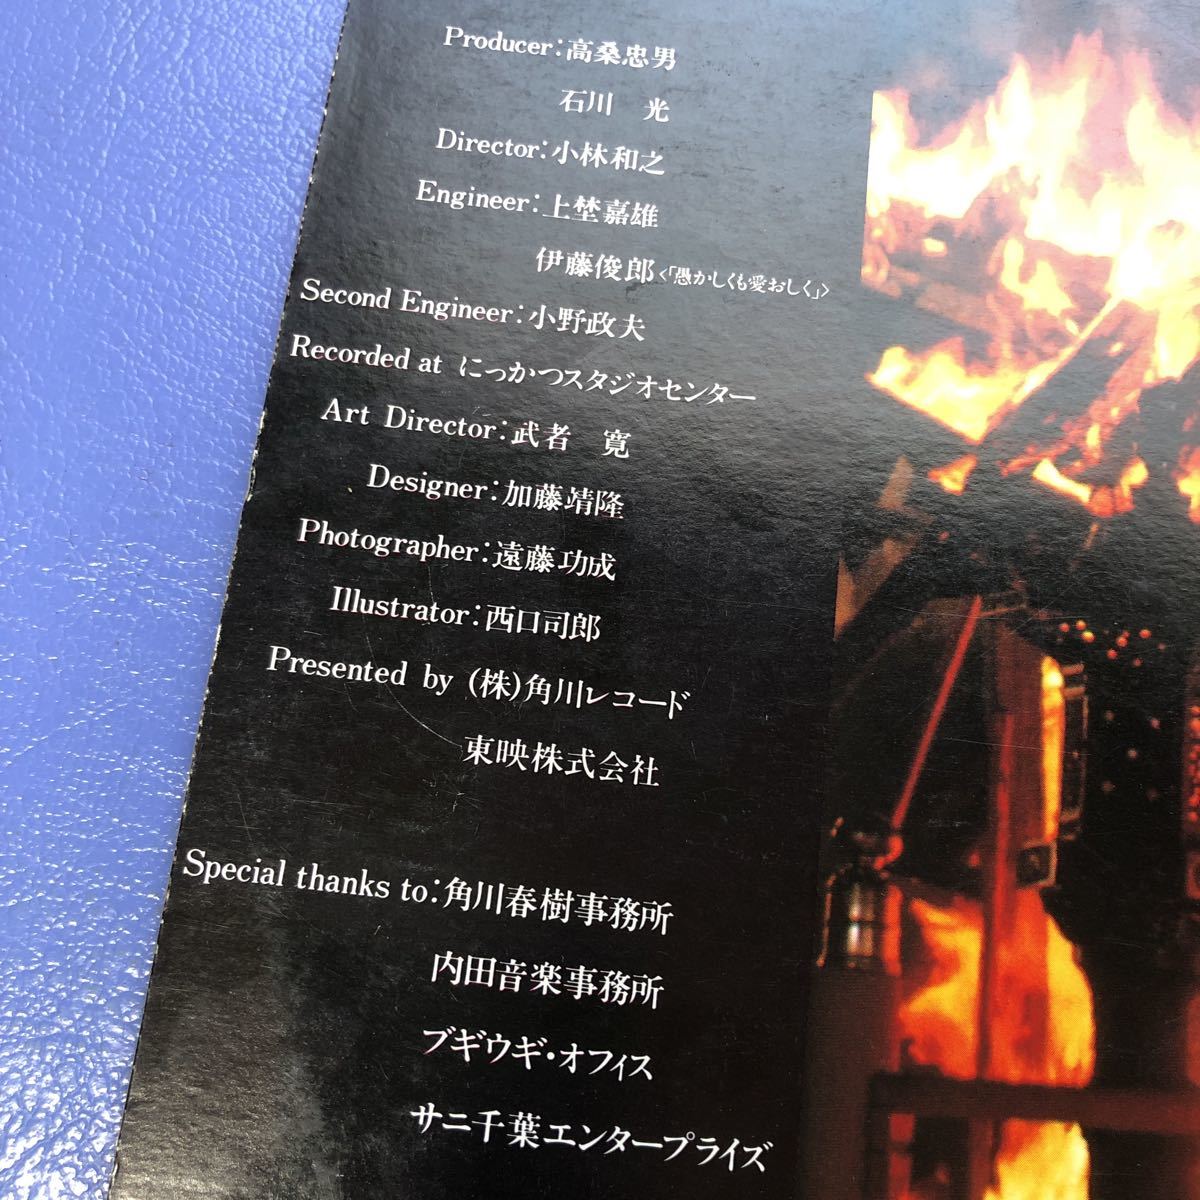 Producer:高桑忠男
石川 光
Director:小林和之
Engineer:上埜嘉雄
伊藤俊郎<「愚かしくも愛おしく」>
Second Engineer:小野政夫
Recorded at にっかつスタジオセンター
Art Director:武者 寛
Designer:加藤靖隆
Photographer:遠藤功成
Illustrator:西口司郎
Presented by (株)角川レコード
東映株式会社
Special thanks to:角川春樹事務所
内田音楽事務所
ブギウギ・オフィス
サニ千葉エンタープライズ